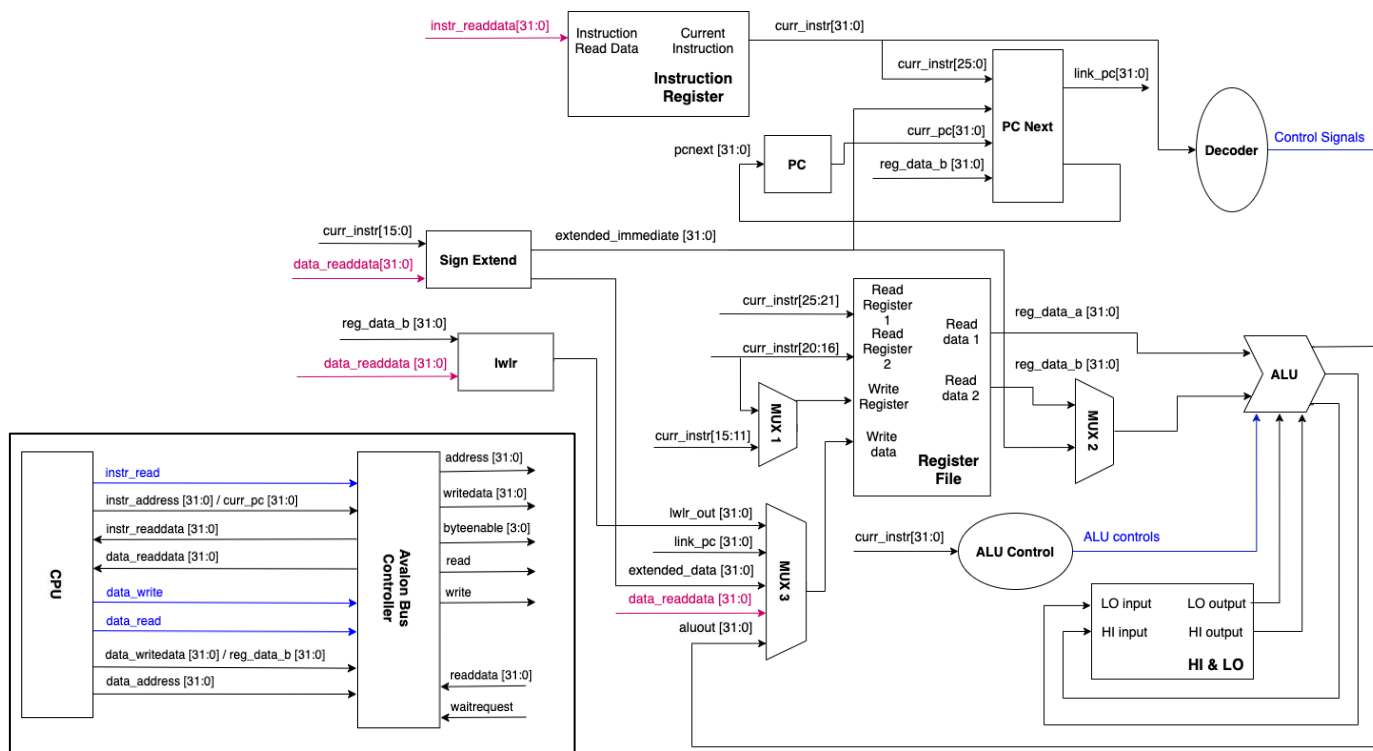 instr_readdata[31:0]
Instruction
Read Data
Current
Instruction
Instruction
Register
curr_instr[31:0]
curr_instr[25:0]
link_pc[31:0]
PC Next
curr_pc[31:0]
pcnext [31:0]
PC
reg_data_b [31:0]
Decoder
Control Signals
curr_instr[15:0]
data_readdata[31:0]
Sign Extend
extended_immediate [31:0]
reg_data_b [31:0]
data_readdata [31:0]
lwlr
curr_instr[25:21]
curr_instr[20:16]
curr_instr[15:11]
MUX 1
Read
Register
1
Read
Register
2
Write
Register
Write
data
Read
data 1
Read
data 2
Register
File
reg_data_a [31:0]
reg_data_b [31:0]
MUX 2
ALU
lwlr_out [31:0]
link_pc [31:0]
extended_data [31:0]
data_readdata [31:0]
aluout [31:0]
MUX 3
curr_instr[31:0]
ALU Control
ALU controls
LO input
LO output
HI input
HI output
HI & LO
CPU
instr_read
instr_address [31:0] / curr_pc [31:0]
instr_readdata [31:0]
data_readdata [31:0]
data_write
data_read
data_writedata [31:0] / reg_data_b [31:0]
data_address [31:0]
Avalon Bus
Controller
address [31:0]
writedata [31:0]
byteenable [3:0]
read
write
readdata [31:0]
waitrequest